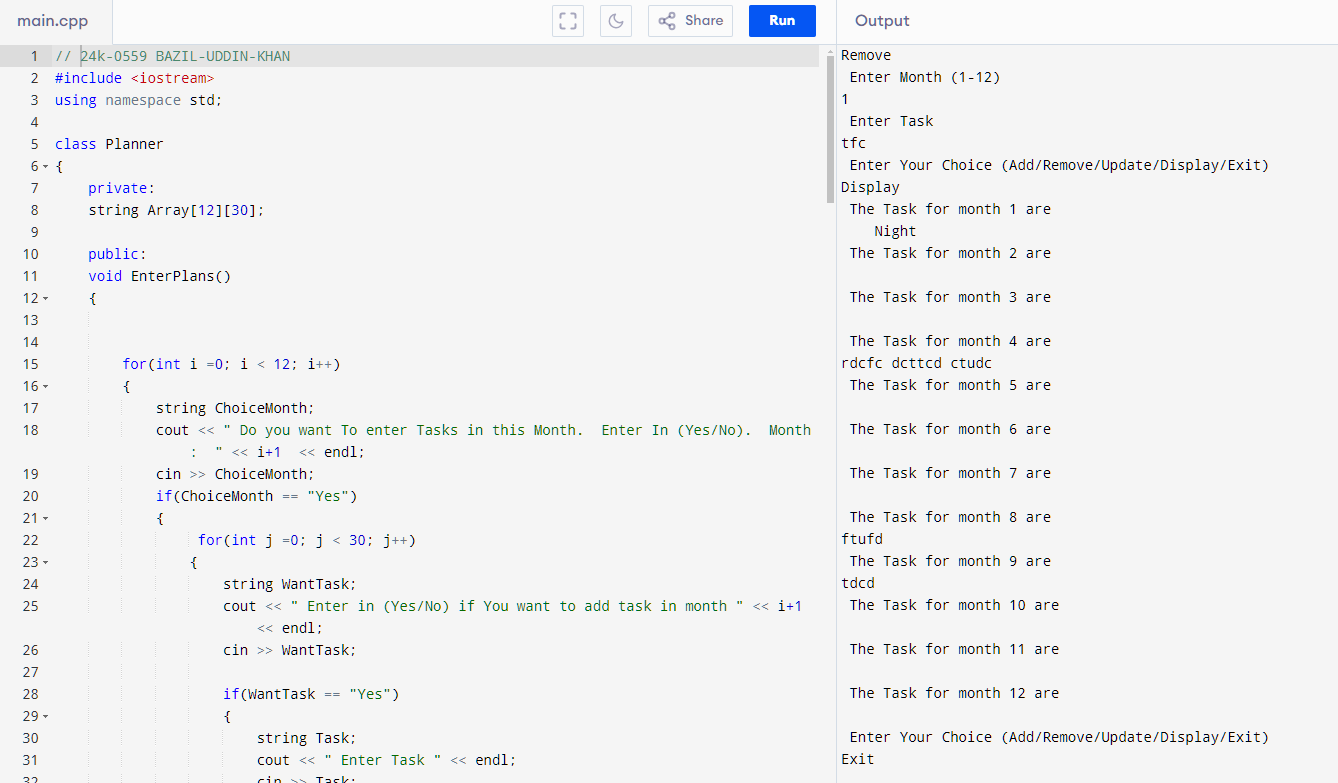 main.cpp
Share
Run
Output
1 // 24k-0559 BAZIL-UDDIN-KHAN
2 #include <iostream>
3 using namespace std;
4
5 class Planner
6 {
7 private:
8 string Array[12][30];
9
10 public:
11 void EnterPlans()
12 {
13
14
15 for(int i =0; i < 12; i++)
16 {
17 string ChoiceMonth;
18 cout << " Do you want To enter Tasks in this Month.  Enter In (Yes/No).  Month
:  " << i+1  << endl;
19 cin >> ChoiceMonth;
20 if(ChoiceMonth == "Yes")
21 {
22 for(int j =0; j < 30; j++)
23 {
24 string WantTask;
25 cout << " Enter in (Yes/No) if You want to add task in month " << i+1
<< endl;
26 cin >> WantTask;
27
28 if(WantTask == "Yes")
29 {
30 string Task;
31 cout << " Enter Task " << endl;
32 cin >> Task;
Remove
Enter Month (1-12)
1
Enter Task
tfc
Enter Your Choice (Add/Remove/Update/Display/Exit)
Display
The Task for month 1 are
Night
The Task for month 2 are
The Task for month 3 are
The Task for month 4 are
rdcfc dcttcd ctudc
The Task for month 5 are
The Task for month 6 are
The Task for month 7 are
The Task for month 8 are
ftufd
The Task for month 9 are
tdcd
The Task for month 10 are
The Task for month 11 are
The Task for month 12 are
Enter Your Choice (Add/Remove/Update/Display/Exit)
Exit